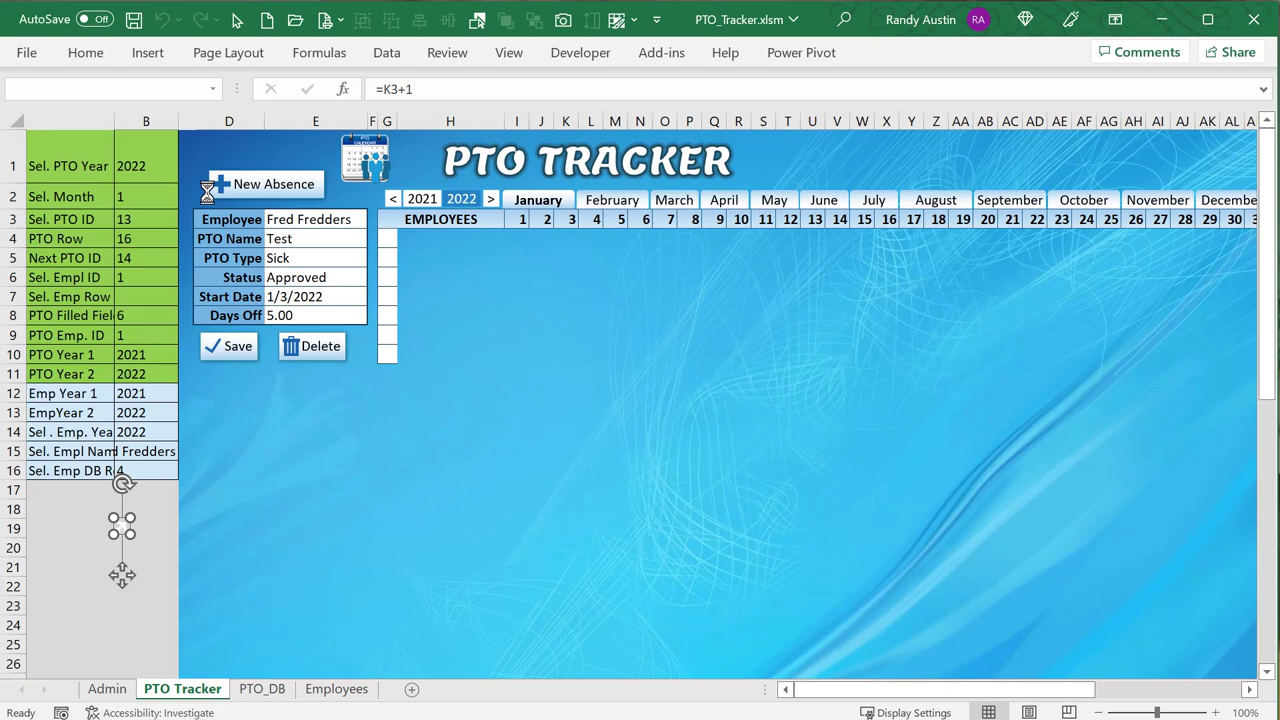 AutoSave Off PTO_Tracker.xlsm Randy Austin RA
File Home Insert Page Layout Formulas Data Review View Developer Add-ins Help Power Pivot Comments Share
fx =K3+1
B D E F G H I J K L M N O P Q R S T U V W X Y Z AA AB AC AD AE AF AG AH AI AJ AK AL
1 Sel. PTO Year 2022
PTO TRACKER
New Absence
2 Sel. Month 1
< 2021 2022 > January February March April May June July August September October November Decembe
3 Sel. PTO ID 13 Employee Fred Fredders EMPLOYEES 1 2 3 4 5 6 7 8 9 10 11 12 13 14 15 16 17 18 19 20 21 22 23 24 25 26 27 28 29 30
4 PTO Row 16 PTO Name Test
5 Next PTO ID 14 PTO Type Sick
6 Sel. Empl ID 1 Status Approved
7 Sel. Emp Row Start Date 1/3/2022
8 PTO Filled Fiel 6 Days Off 5.00
9 PTO Emp. ID 1
Save Delete
10 PTO Year 1 2021
11 PTO Year 2 2022
12 Emp Year 1 2021
13 EmpYear 2 2022
14 Sel . Emp. Yea 2022
15 Sel. Empl Nam Fredders
16 Sel. Emp DB R 4
17
18
19
20
21
22
23
24
25
26
Admin PTO Tracker PTO_DB Employees
Ready Accessibility: Investigate Display Settings 100%